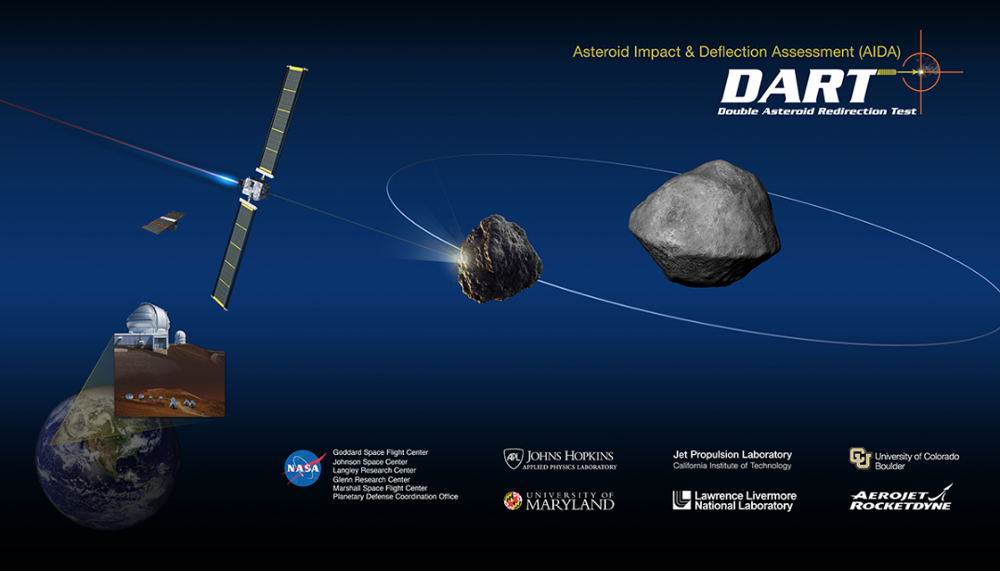 Asteroid Impact & Deflection Assessment (AIDA)
DART
Double Asteroid Redirection Test
NASA
Goddard Space Flight Center
Johnson Space Center
Langley Research Center
Glenn Research Center
Marshall Space Flight Center
Planetary Defense Coordination Office
APL
JOHNS HOPKINS
APPLIED PHYSICS LABORATORY
Jet Propulsion Laboratory
California Institute of Technology
CU
University of Colorado
Boulder
UNIVERSITY OF
MARYLAND
Lawrence Livermore
National Laboratory
AEROJET
ROCKETDYNE